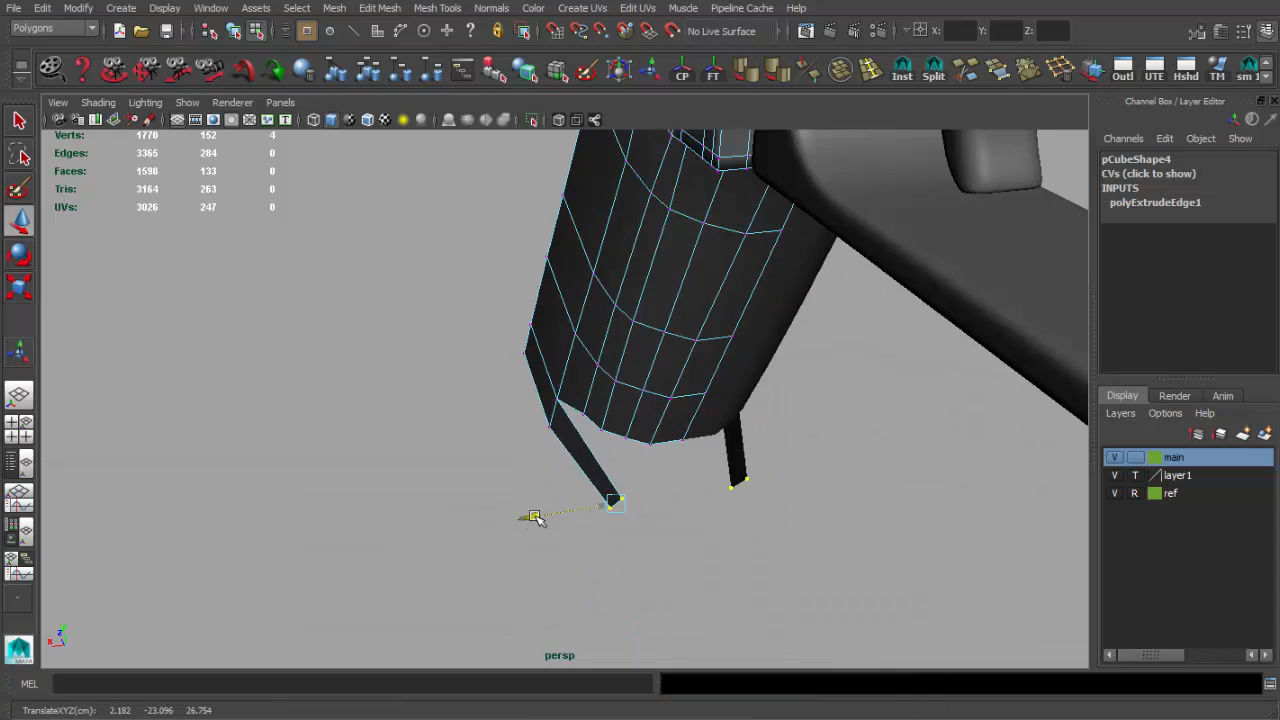 File Edit Modify Create Display Window Assets Select Mesh Edit Mesh Mesh Tools Normals Color Create UVs Edit UVs Muscle Pipeline Cache Help
Polygons No Live Surface X: Y: Z:
CP FT Inst Split Outl UTE Hshd TM sm 1
View Shading Lighting Show Renderer Panels Channel Box / Layer Editor
Verts: 1770 152 4
Edges: 3365 284 0
Faces: 1598 133 0
Tris: 3164 263 0
UVs: 3026 247 0
Channels Edit Object Show
pCubeShape4
CVs (click to show)
INPUTS
polyExtrudeEdge1
Display Render Anim
Layers Options Help
V main
V T layer1
V R ref
z
x
persp
MEL
TranslateXYZ(cm): 2.182 -23.096 26.754